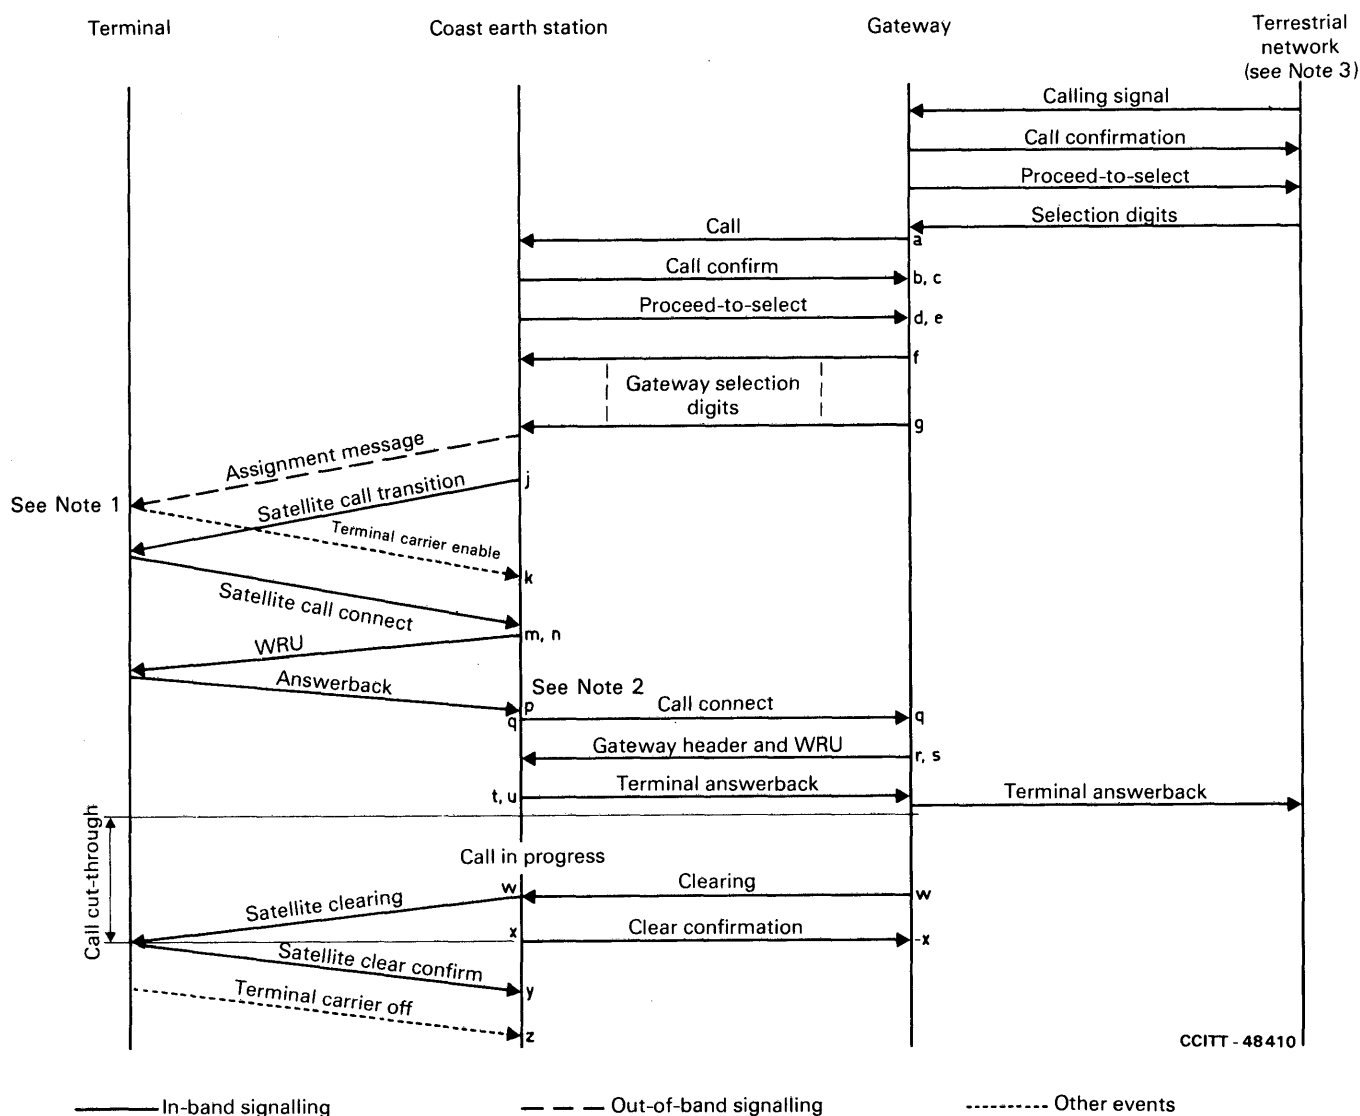 Terminal
Coast earth station
Gateway
Terrestrial
network
(see Note 3)
Calling signal
Call confirmation
Proceed-to-select
Selection digits
Call
a
Call confirm
b, c
Proceed-to-select
d, e
f
Gateway selection
digits
g
Assignment message
j
See Note 1
Satellite call transition
Terminal carrier enable
k
Satellite call connect
m, n
WRU
Answerback
See Note 2
p
q
Call connect
q
Gateway header and WRU
r, s
t, u
Terminal answerback
Terminal answerback
Call cut-through
Call in progress
w
Clearing
w
Satellite clearing
x
Clear confirmation
-x
Satellite clear confirm
y
Terminal carrier off
z
CCITT - 48410
In-band signalling
Out-of-band signalling
Other events